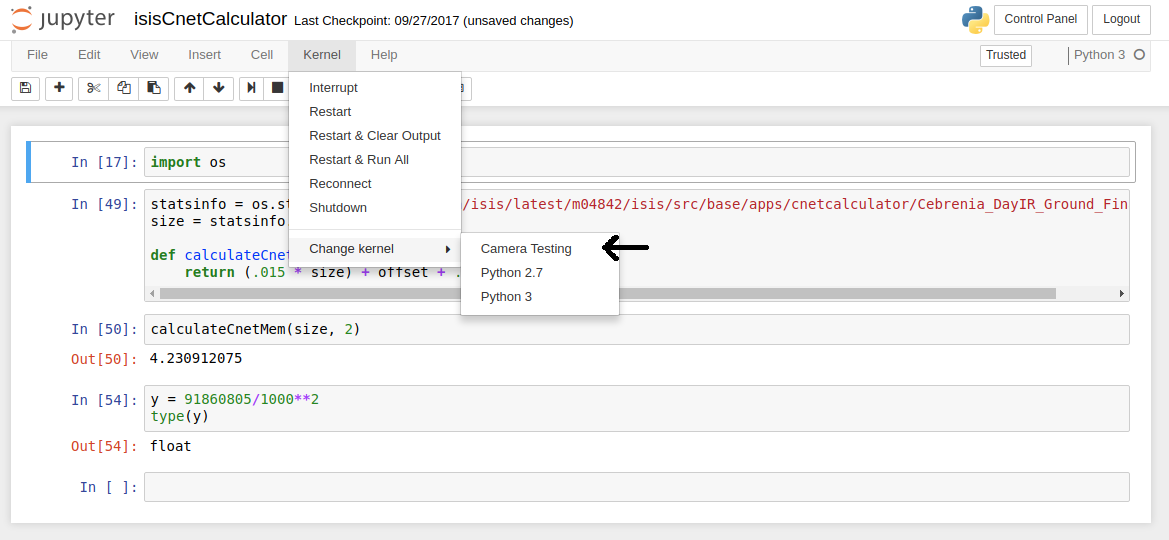 jupyter isisCnetCalculator Last Checkpoint: 09/27/2017 (unsaved changes) Control Panel Logout
File Edit View Insert Cell Kernel Help Trusted Python 3
Interrupt
Restart
Restart & Clear Output
Restart & Run All
Reconnect
Shutdown
Change kernel
Camera Testing
Python 2.7
Python 3
In [17]: import os
In [49]: statsinfo = os.st /isis/latest/m04842/isis/src/base/apps/cnetcalculator/Cebrenia_DayIR_Ground_Fin
size = statsinfo.
def calculateCnet
return (.015 * size) + offset + .
In [50]: calculateCnetMem(size, 2)
Out[50]: 4.230912075
In [54]: y = 91860805/1000**2
type(y)
Out[54]: float
In [ ]: